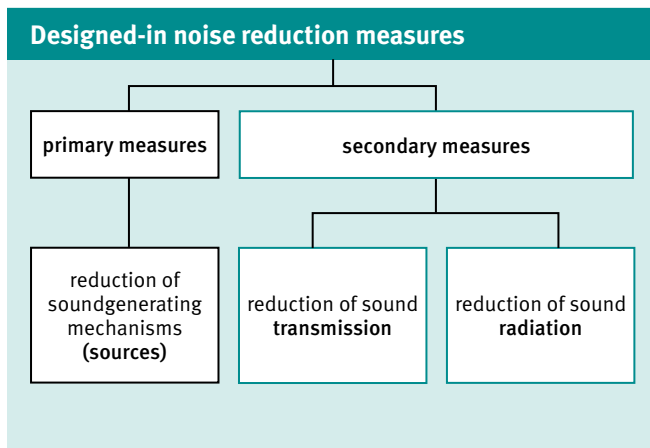 Designed-in noise reduction measures
primary measures
secondary measures
reduction of
soundgenerating
mechanisms
(sources)
reduction of sound
transmission
reduction of sound
radiation